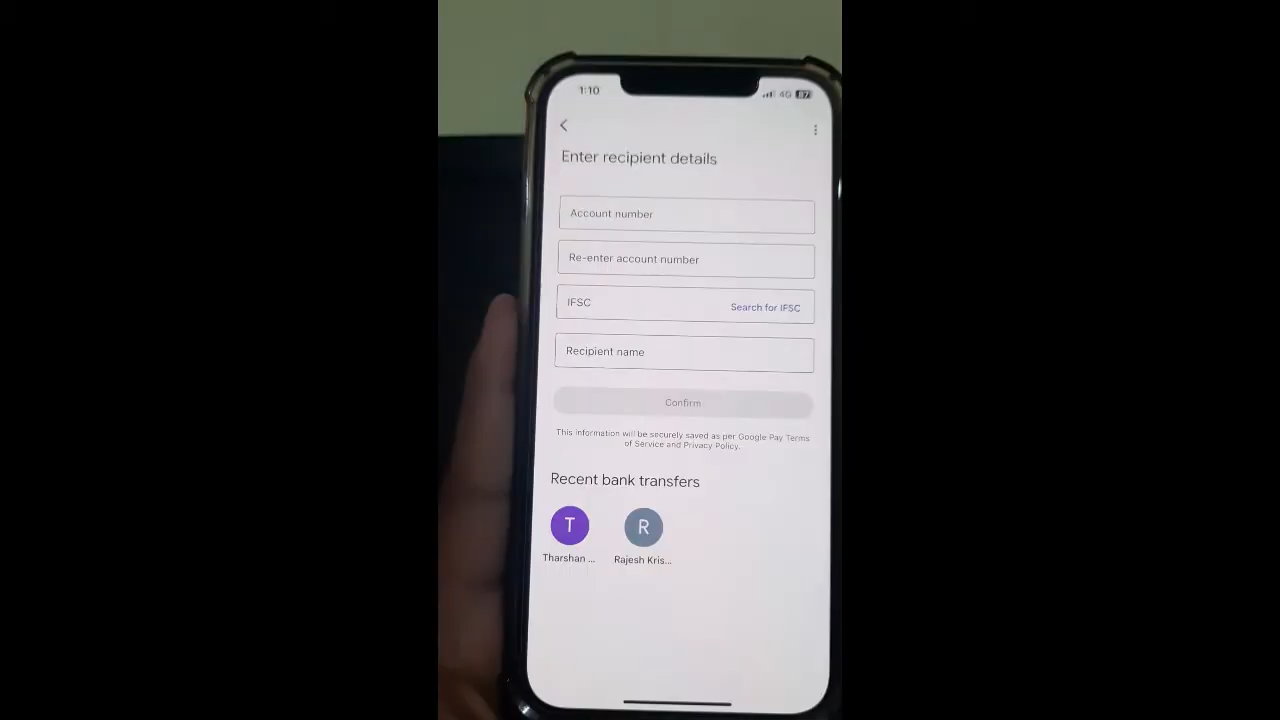 1:10
4G 87
Enter recipient details
Account number
Re-enter account number
IFSC
Search for IFSC
Recipient name
Confirm
This information will be securely saved as per Google Pay Terms
of Service and Privacy Policy.
Recent bank transfers
T
R
Tharshan ...
Rajesh Kris...